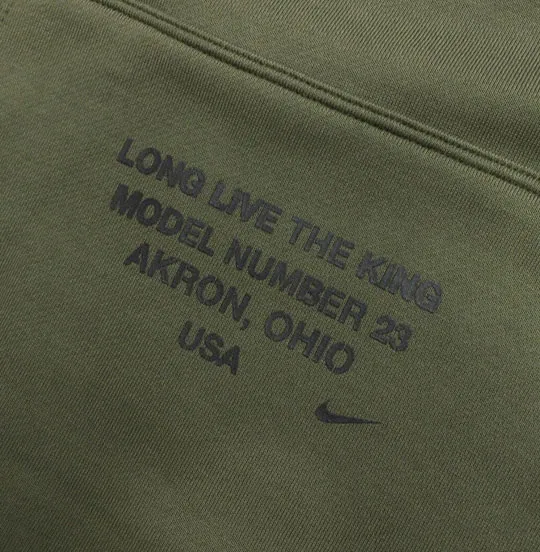 LONG LIVE THE KING
MODEL NUMBER 23
AKRON, OHIO
USA